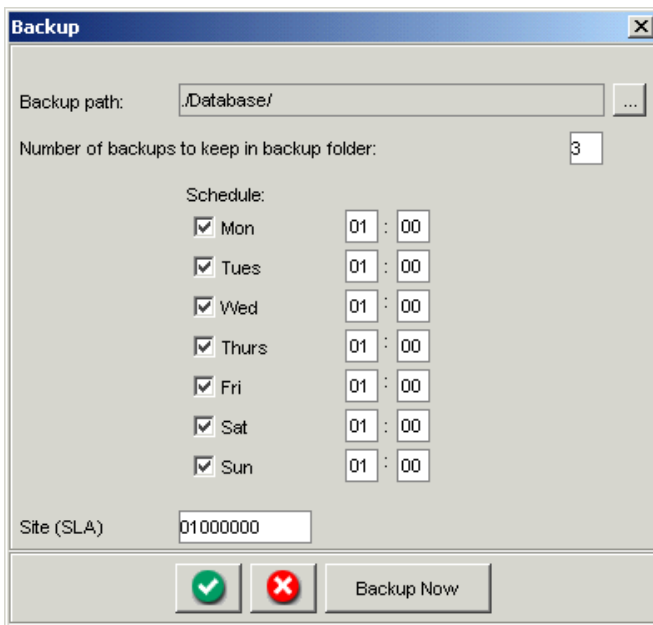 Backup
Backup path: ./Database/ ...
Number of backups to keep in backup folder: 3
Schedule:
Mon 01 : 00
Tues 01 : 00
Wed 01 : 00
Thurs 01 : 00
Fri 01 : 00
Sat 01 : 00
Sun 01 : 00
Site (SLA) 01000000
Backup Now